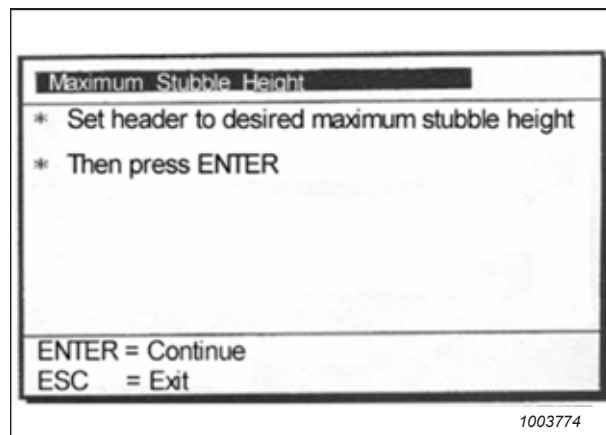 Maximum Stubble Height
* Set header to desired maximum stubble height
* Then press ENTER
ENTER = Continue
ESC = Exit
1003774